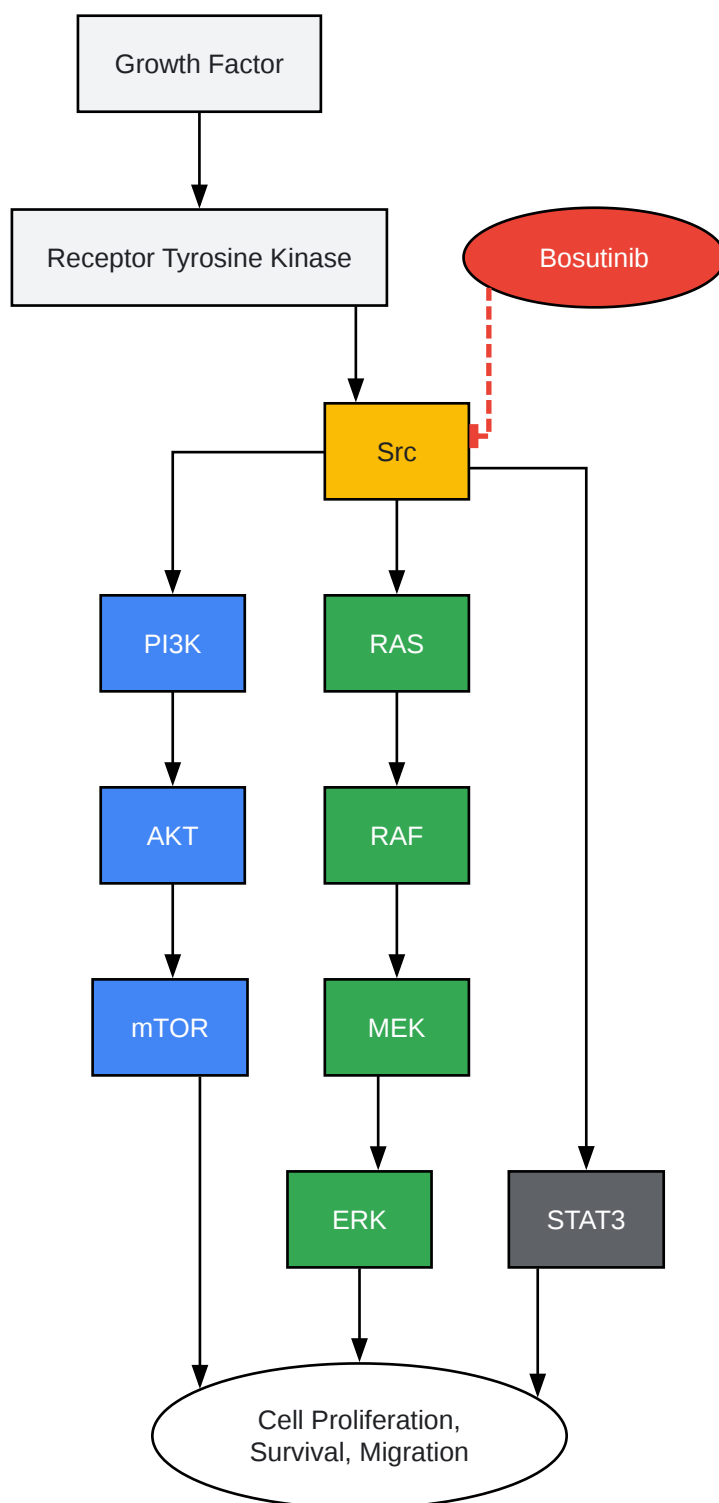 Growth Factor
Receptor Tyrosine Kinase
Bosutinib
Src
PI3K
RAS
AKT
RAF
mTOR
MEK
ERK
STAT3
Cell Proliferation,
Survival, Migration